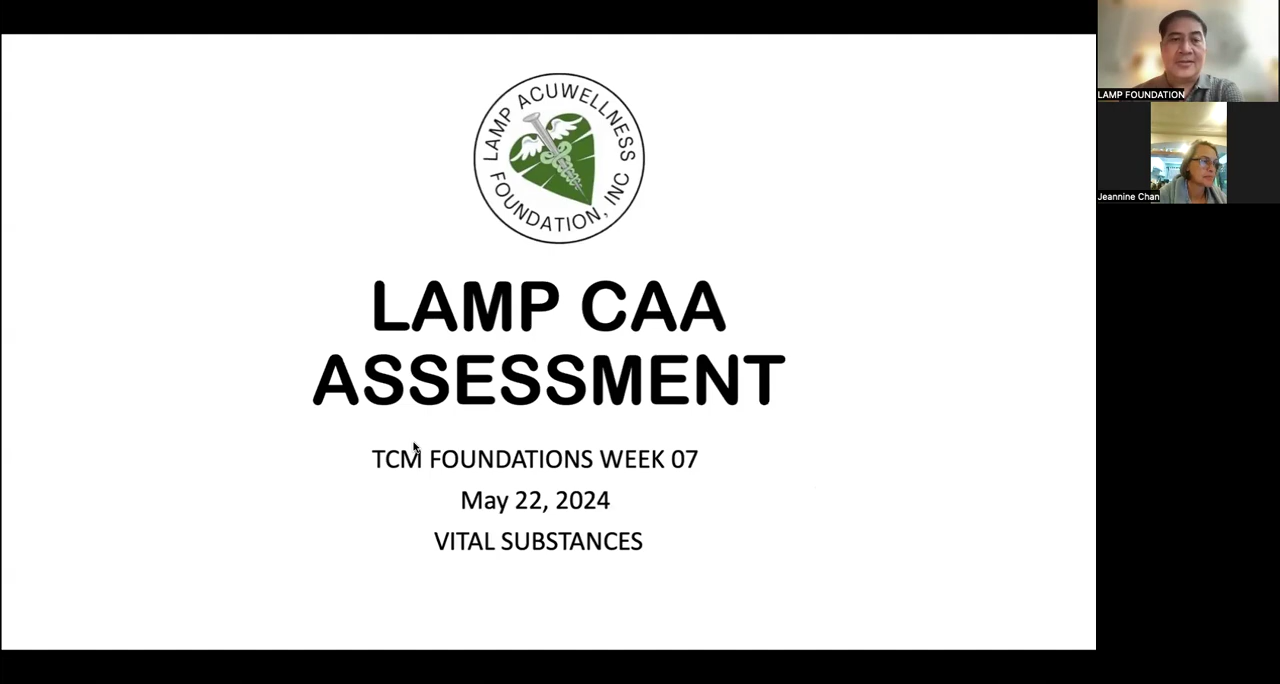 LAMP ACUWELLNESS
FOUNDATION, INC
LAMP CAA
ASSESSMENT
TCM FOUNDATIONS WEEK 07
May 22, 2024
VITAL SUBSTANCES
LAMP FOUNDATION
Jeannine Chan